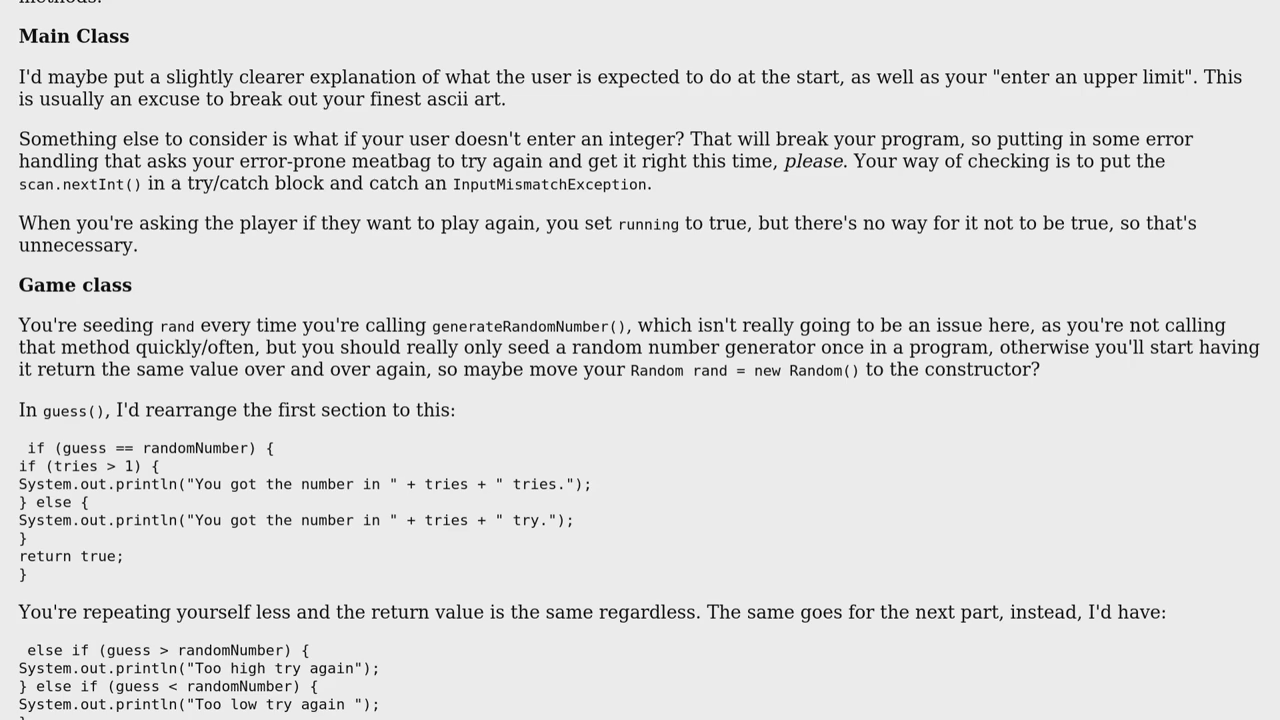 methods.
Main Class
I'd maybe put a slightly clearer explanation of what the user is expected to do at the start, as well as your "enter an upper limit". This
is usually an excuse to break out your finest ascii art.
Something else to consider is what if your user doesn't enter an integer? That will break your program, so putting in some error
handling that asks your error-prone meatbag to try again and get it right this time, please. Your way of checking is to put the
scan.nextInt() in a try/catch block and catch an InputMismatchException.
When you're asking the player if they want to play again, you set running to true, but there's no way for it not to be true, so that's
unnecessary.
Game class
You're seeding rand every time you're calling generateRandomNumber(), which isn't really going to be an issue here, as you're not calling
that method quickly/often, but you should really only seed a random number generator once in a program, otherwise you'll start having
it return the same value over and over again, so maybe move your Random rand = new Random() to the constructor?
In guess(), I'd rearrange the first section to this:
if (guess == randomNumber) {
if (tries > 1) {
System.out.println("You got the number in " + tries + " tries.");
} else {
System.out.println("You got the number in " + tries + " try.");
}
return true;
}
You're repeating yourself less and the return value is the same regardless. The same goes for the next part, instead, I'd have:
else if (guess > randomNumber) {
System.out.println("Too high try again");
} else if (guess < randomNumber) {
System.out.println("Too low try again ");
}